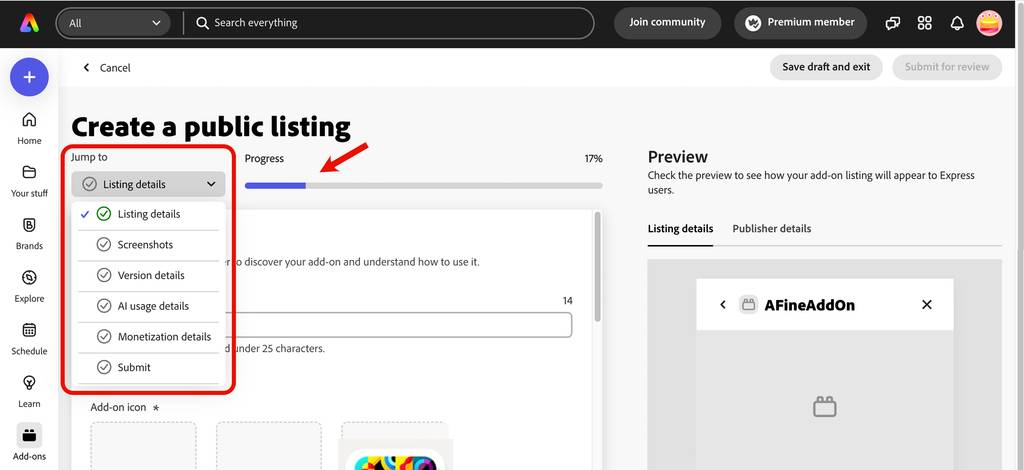 All
Search everything
Join community
Premium member
Cancel
Save draft and exit
Submit for review
Home
Your stuff
Brands
Explore
Schedule
Learn
Add-ons
Create a public listing
Jump to
Listing details
Listing details
Screenshots
Version details
AI usage details
Monetization details
Submit
Progress
17%
to discover your add-on and understand how to use it.
14
under 25 characters.
Add-on icon *
Preview
Check the preview to see how your add-on listing will appear to Express
users.
Listing details
Publisher details
AFineAddOn